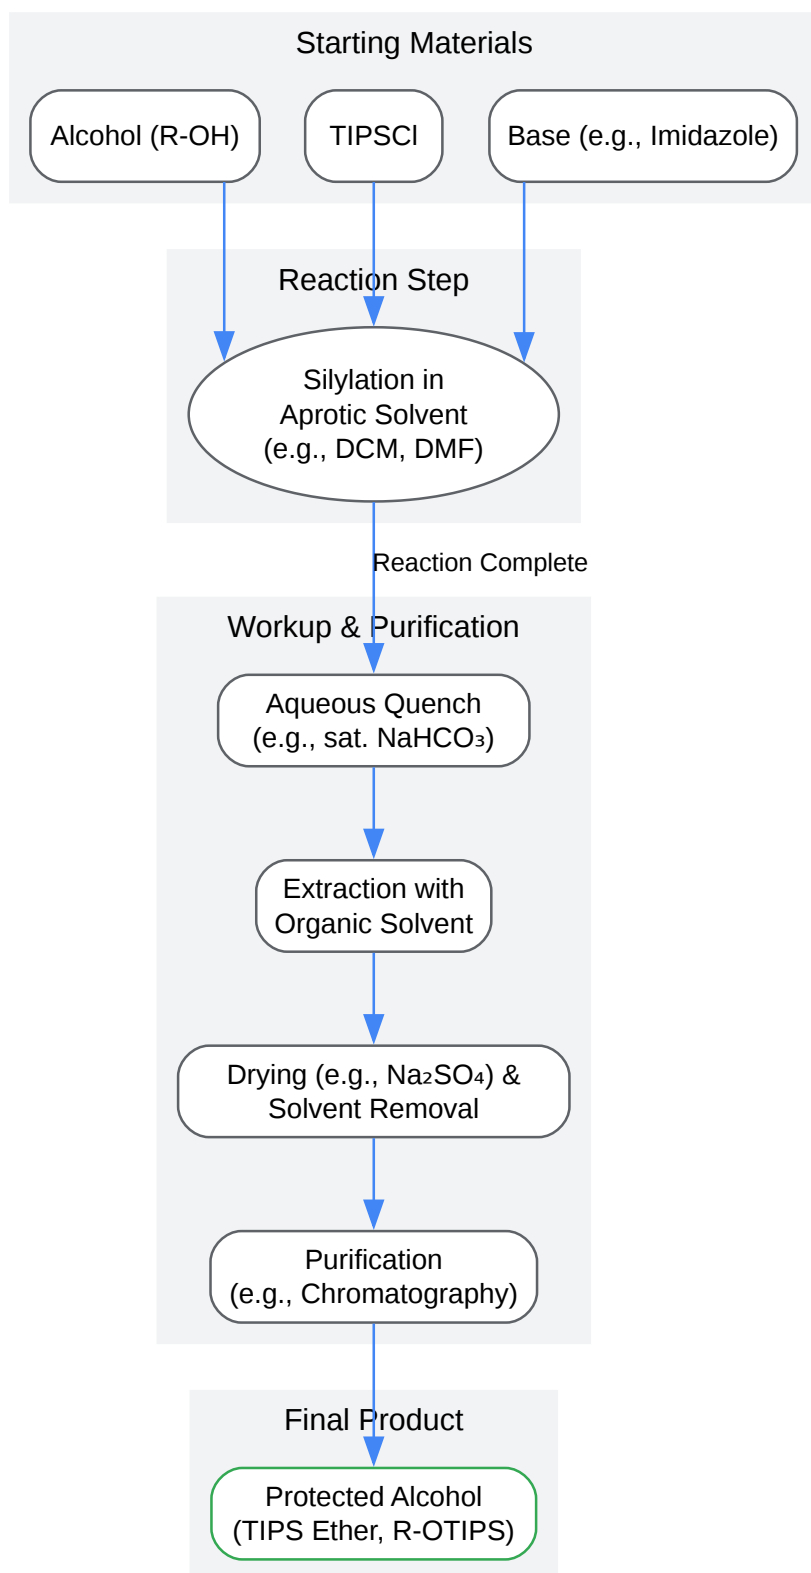 Starting Materials
Alcohol (R-OH)
TIPSCl
Base (e.g., Imidazole)
Reaction Step
Silylation in
Aprotic Solvent
(e.g., DCM, DMF)
Reaction Complete
Workup & Purification
Aqueous Quench
(e.g., sat. NaHCO₃)
Extraction with
Organic Solvent
Drying (e.g., Na₂SO₄) &
Solvent Removal
Purification
(e.g., Chromatography)
Final Product
Protected Alcohol
(TIPS Ether, R-OTIPS)